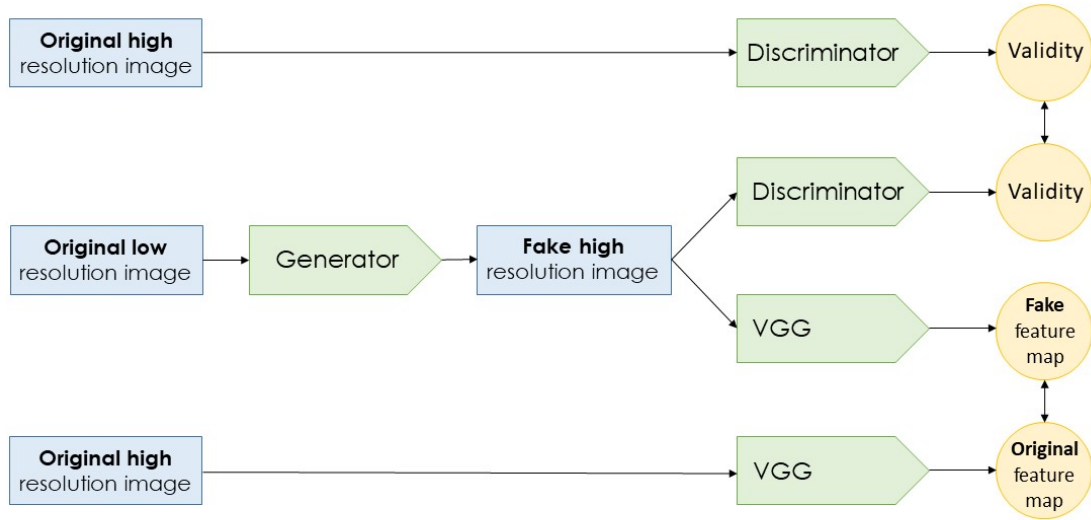 Original high
resolution image
Discriminator
Validity
Discriminator
Validity
Original low
resolution image
Generator
Fake high
resolution image
VGG
Fake
feature
map
Original high
resolution image
VGG
Original
feature
map